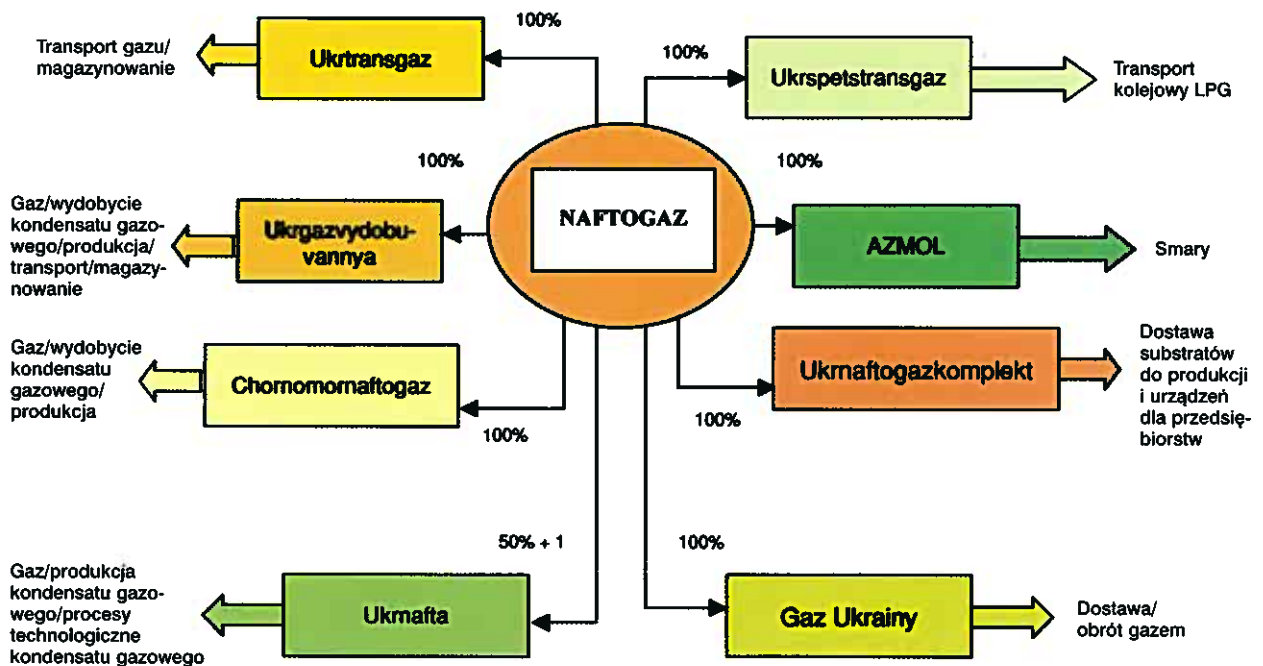 100%
Transport gazu/
magazynowanie
Ukrtransgaz
100%
Ukrspetstransgaz
Transport
kolejowy LPG
100%
100%
NAFTOGAZ
Gaz/wydobycie
kondensatu gazo-
wego/produkcja/
transport/magazy-
nowanie
Ukrgazvydobu-
vannya
AZMOL
Smary
Gaz/wydobycie
kondensatu
gazowego/
produkcja
Chornomornaftogaz
100%
Ukrnaftogazkomplekt
100%
Dostawa
substratów
do produkcji
i urządzeń
dla przedsię-
biorstw
50% + 1
100%
Gaz/produkcja
kondensatu gazo-
wego/procesy
technologiczne
kondensatu gazowego
Ukrnafta
Gaz Ukrainy
Dostawa/
obrót gazem